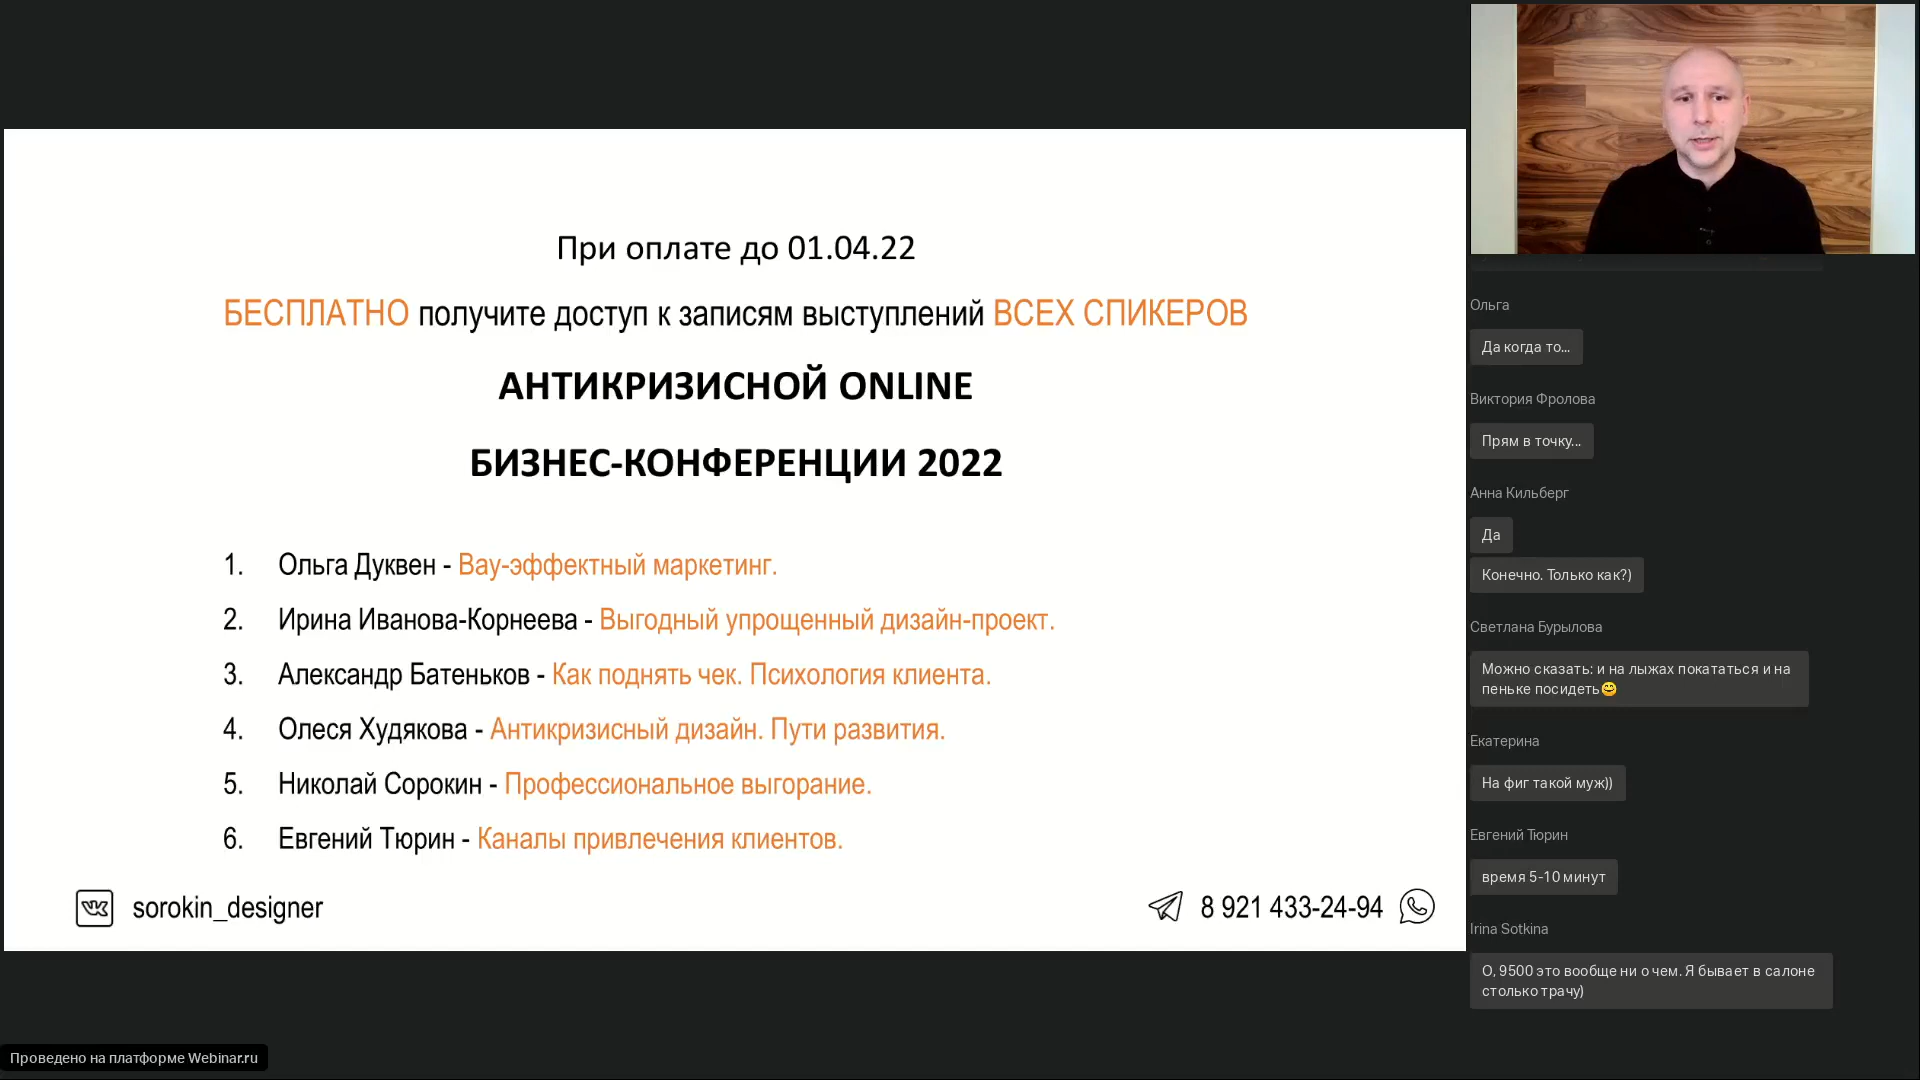 При оплате до 01.04.22
БЕСПЛАТНО получите доступ к записям выступлений ВСЕХ СПИКЕРОВ
АНТИКРИЗИСНОЙ ONLINE
БИЗНЕС-КОНФЕРЕНЦИИ 2022
1. Ольга Дуквен - Вау-эффектный маркетинг.
2. Ирина Иванова-Корнеева - Выгодный упрощенный дизайн-проект.
3. Александр Батеньков - Как поднять чек. Психология клиента.
4. Олеся Худякова - Антикризисный дизайн. Пути развития.
5. Николай Сорокин - Профессиональное выгорание.
6. Евгений Тюрин - Каналы привлечения клиентов.
sorokin_designer
8 921 433-24-94
Ольга
Да когда то...
Виктория Фролова
Прям в точку...
Анна Кильберг
Да
Конечно. Только как?)
Светлана Бурылова
Можно сказать: и на лыжах покататься и на
пеньке посидеть😊
Екатерина
На фиг такой муж))
Евгений Тюрин
время 5-10 минут
Irina Sotkina
О, 9500 это вообще ни о чем. Я бывает в салоне
столько трачу)
Проведено на платформе Webinar.ru